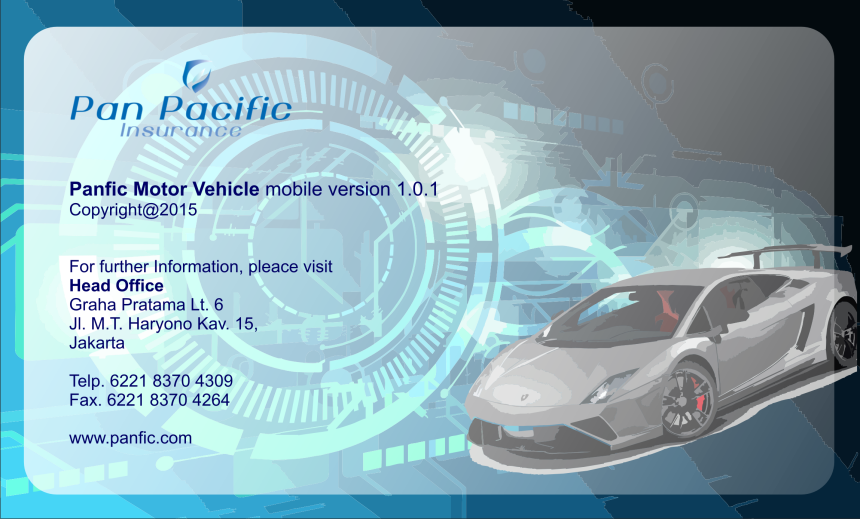 Pan Pacific
Insurance
Panfic Motor Vehicle mobile version 1.0.1
Copyright@2015
For further Information, pleace visit
Head Office
Graha Pratama Lt. 6
Jl. M.T. Haryono Kav. 15,
Jakarta
Telp. 6221 8370 4309
Fax. 6221 8370 4264
www.panfic.com